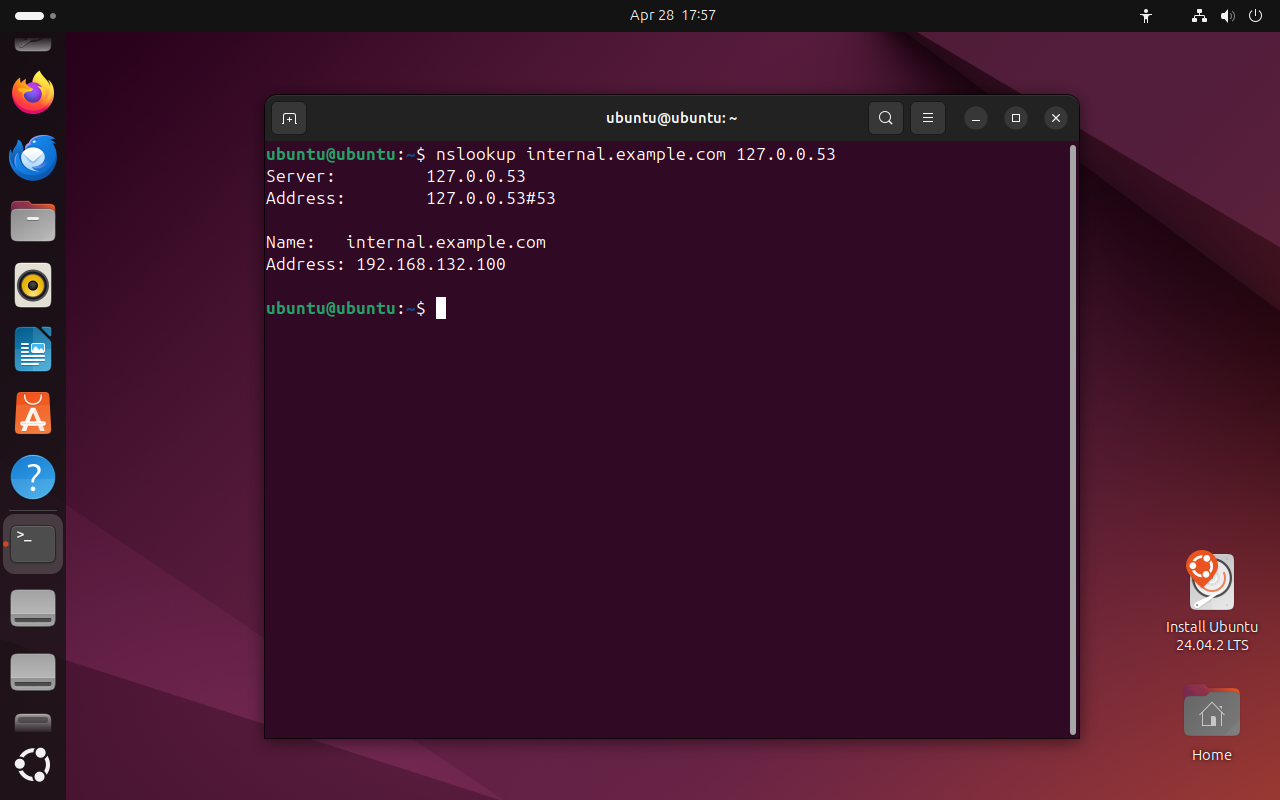 Apr 28 17:57
ubuntu@ubuntu: ~
ubuntu@ubuntu:~$ nslookup internal.example.com 127.0.0.53
Server: 127.0.0.53
Address: 127.0.0.53#53
Name: internal.example.com
Address: 192.168.132.100
ubuntu@ubuntu:~$
>_
Install Ubuntu
24.04.2 LTS
Home